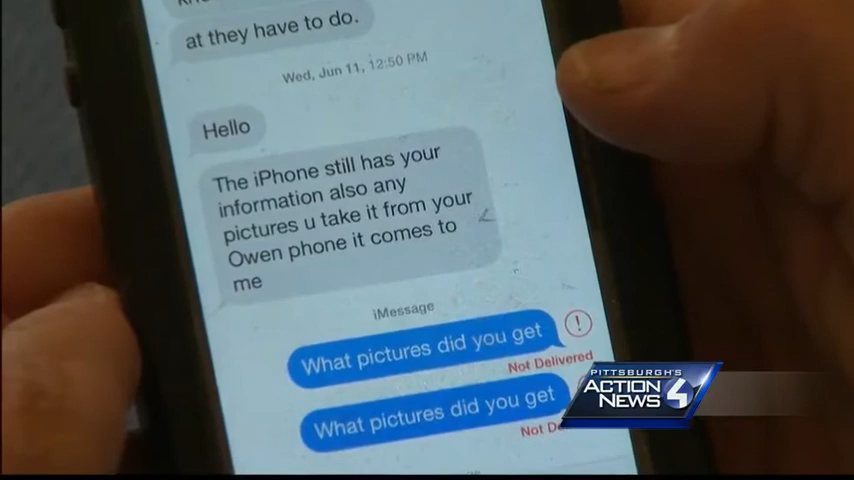 at they have to do.
Wed, Jun 11, 12:50 PM
Hello
The iPhone still has your
information also any
pictures u take it from your
Owen phone it comes to
me
iMessage
What pictures did you get
!
Not Delivered
What pictures did you get
Not De
PITTSBURGH'S
ACTION
NEWS 4